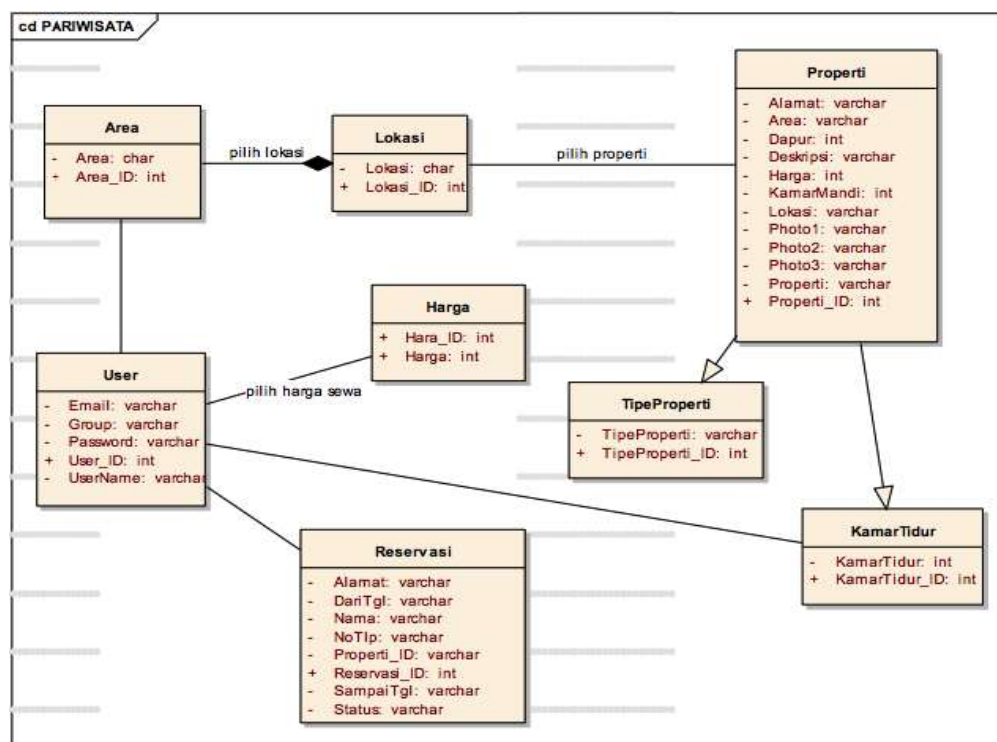 cd PARIWISATA
Area
- Area: char
+ Area_ID: int
pilih lokasi
Lokasi
- Lokasi: char
+ Lokasi_ID: int
pilih properti
Properti
- Alamat: varchar
- Area: varchar
- Dapur: int
- Deskripsi: varchar
- Harga: int
- KamarMandi: int
- Lokasi: varchar
- Photo1: varchar
- Photo2: varchar
- Photo3: varchar
- Properti: varchar
+ Properti_ID: int
Harga
+ Hara_ID: int
+ Harga: int
pilih harga sewa
User
- Email: varchar
- Group: varchar
- Password: varchar
+ User_ID: int
- UserName: varchar
TipeProperti
- TipeProperti: varchar
+ TipeProperti_ID: int
KamarTidur
- KamarTidur: int
+ KamarTidur_ID: int
Reservasi
- Alamat: varchar
- DariTgl: varchar
- Nama: varchar
- NoTlp: varchar
- Properti_ID: varchar
+ Reservasi_ID: int
- SampaiTgl: varchar
- Status: varchar